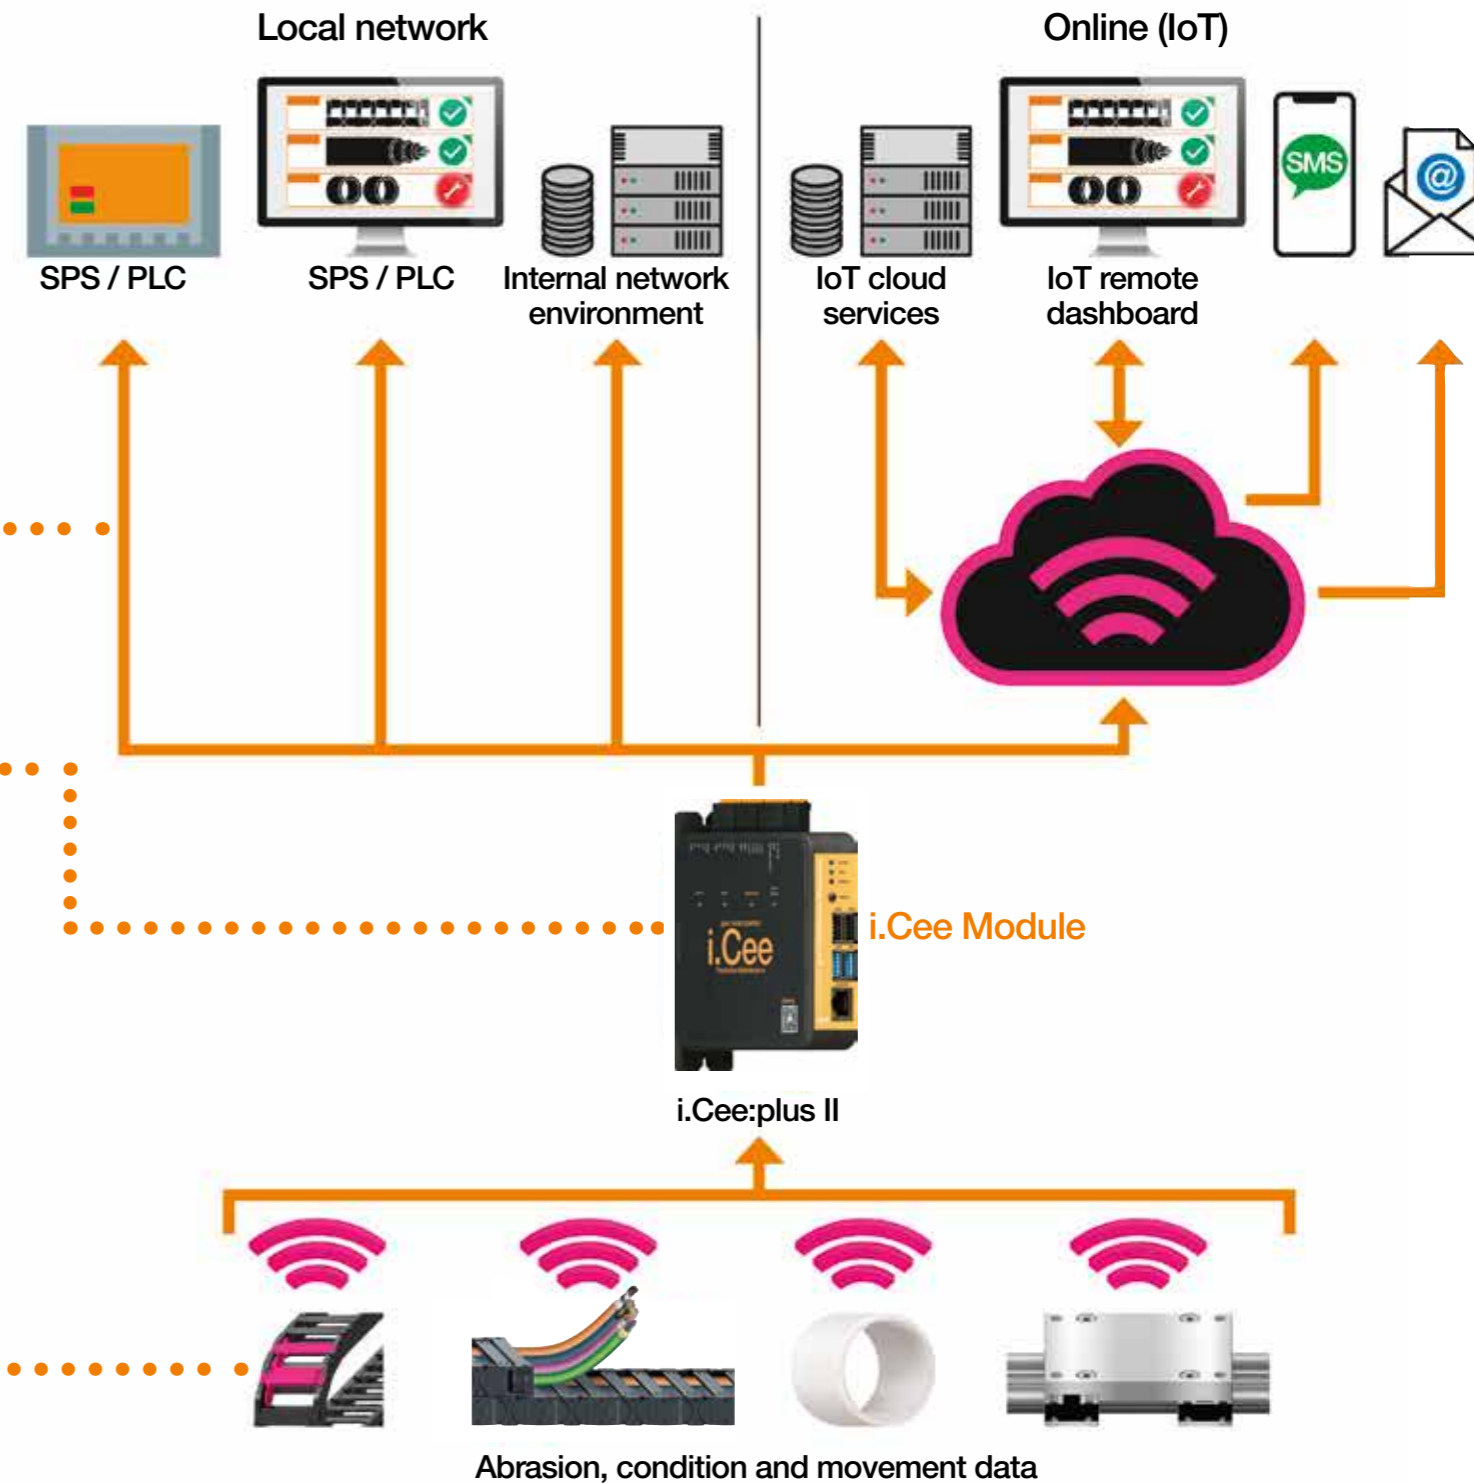 Local network
Online (IoT)
SMS
@
SPS / PLC
SPS / PLC
Internal network
environment
IoT cloud
services
IoT remote
dashboard
i.Cee
i.Cee Module
i.Cee:plus II
Abrasion, condition and movement data